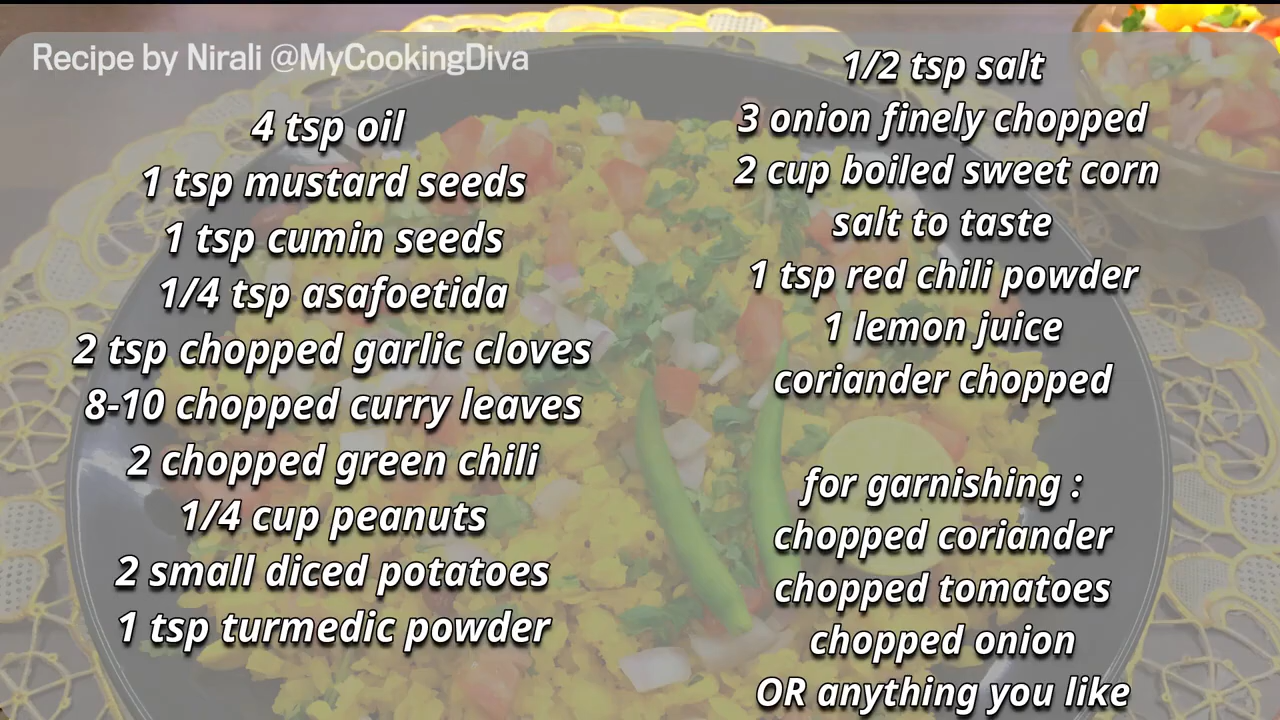 Recipe by Nirali @MyCookingDiva
4 tsp oil
1 tsp mustard seeds
1 tsp cumin seeds
1/4 tsp asafoetida
2 tsp chopped garlic cloves
8-10 chopped curry leaves
2 chopped green chili
1/4 cup peanuts
2 small diced potatoes
1 tsp turmedic powder
1/2 tsp salt
3 onion finely chopped
2 cup boiled sweet corn
salt to taste
1 tsp red chili powder
1 lemon juice
coriander chopped
for garnishing :
chopped coriander
chopped tomatoes
chopped onion
OR anything you like